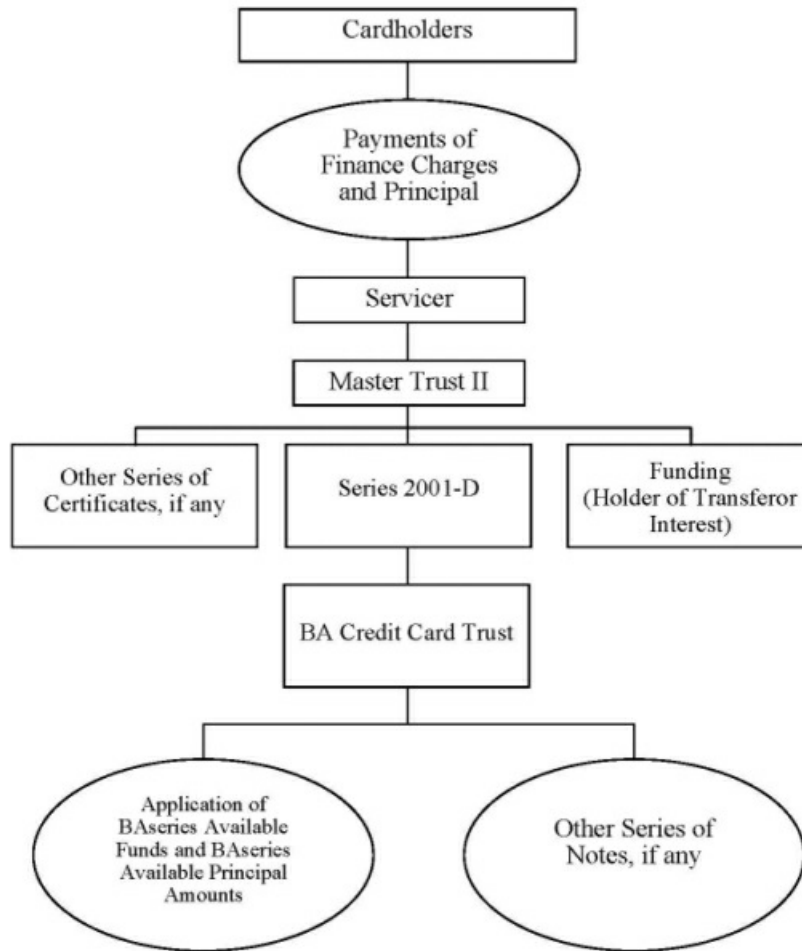 Cardholders
Payments of
Finance Charges
and Principal
Servicer
Master Trust II
Other Series of
Certificates, if any
Series 2001-D
Funding
(Holder of Transferor
Interest)
BA Credit Card Trust
Application of
BAseries Available
Funds and BAseries
Available Principal
Amounts
Other Series of
Notes, if any